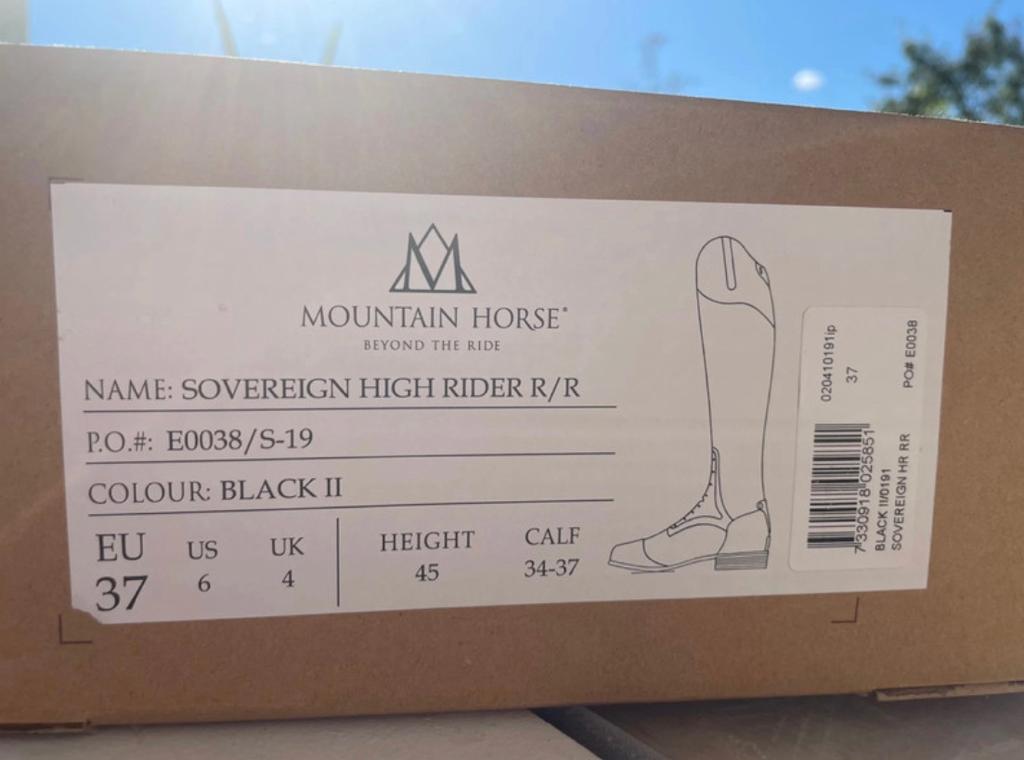 MOUNTAIN HORSE®
BEYOND THE RIDE
NAME: SOVEREIGN HIGH RIDER R/R
P.O.#: E0038/S-19
COLOUR: BLACK II
EU US UK HEIGHT CALF
37 6 4 45 34-37
020410191ip
37
PO# E0038
7330918025851
BLACK II/0191
SOVEREIGN HR RR